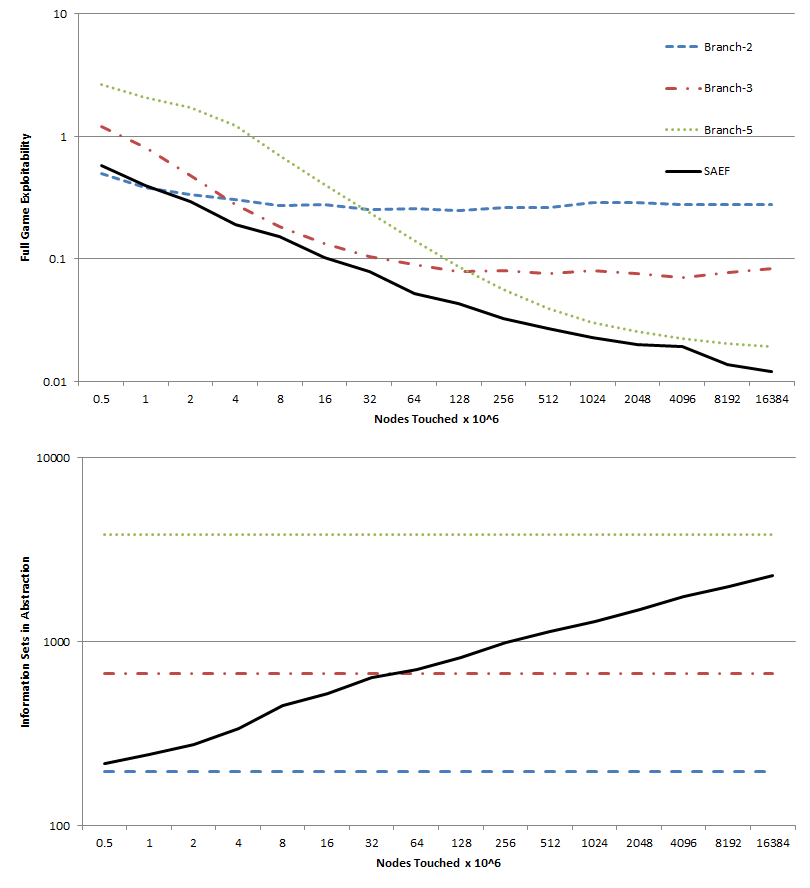 10
1
0.1
0.01
Full Game Exploitability
Branch-2
Branch-3
Branch-5
SAEF
0.5 1 2 4 8 16 32 64 128 256 512 1024 2048 4096 8192 16384
Nodes Touched x 10^6
10000
1000
100
Information Sets in Abstraction
0.5 1 2 4 8 16 32 64 128 256 512 1024 2048 4096 8192 16384
Nodes Touched x 10^6